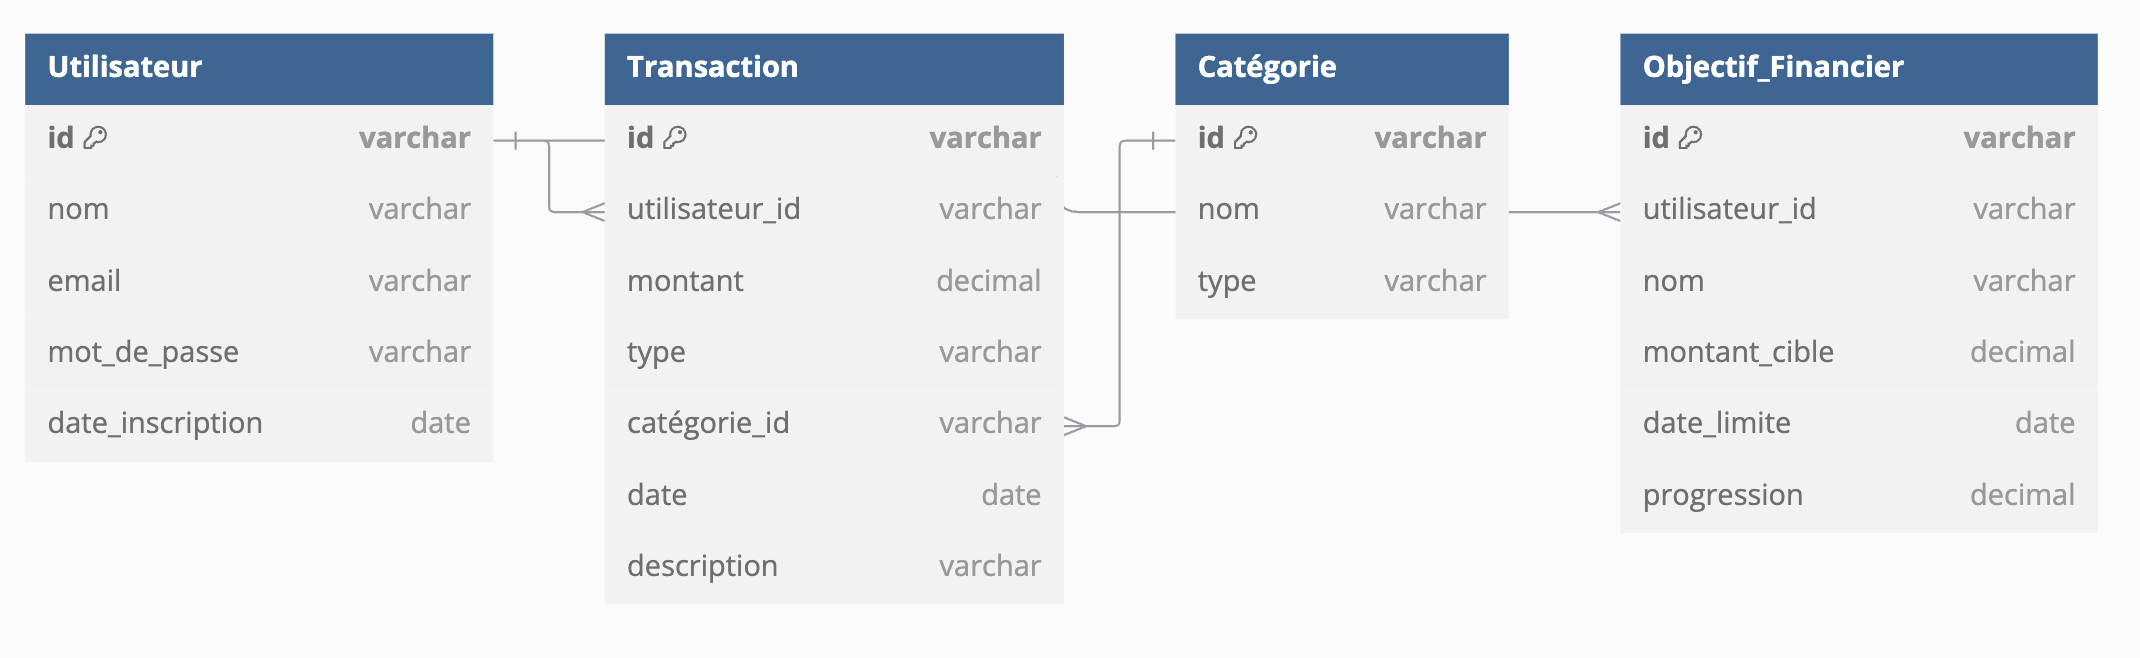 Utilisateur
id varchar
nom varchar
email varchar
mot_de_passe varchar
date_inscription date
Transaction
id varchar
utilisateur_id varchar
montant decimal
type varchar
catégorie_id varchar
date date
description varchar
Catégorie
id varchar
nom varchar
type varchar
Objectif_Financier
id varchar
utilisateur_id varchar
nom varchar
montant_cible decimal
date_limite date
progression decimal